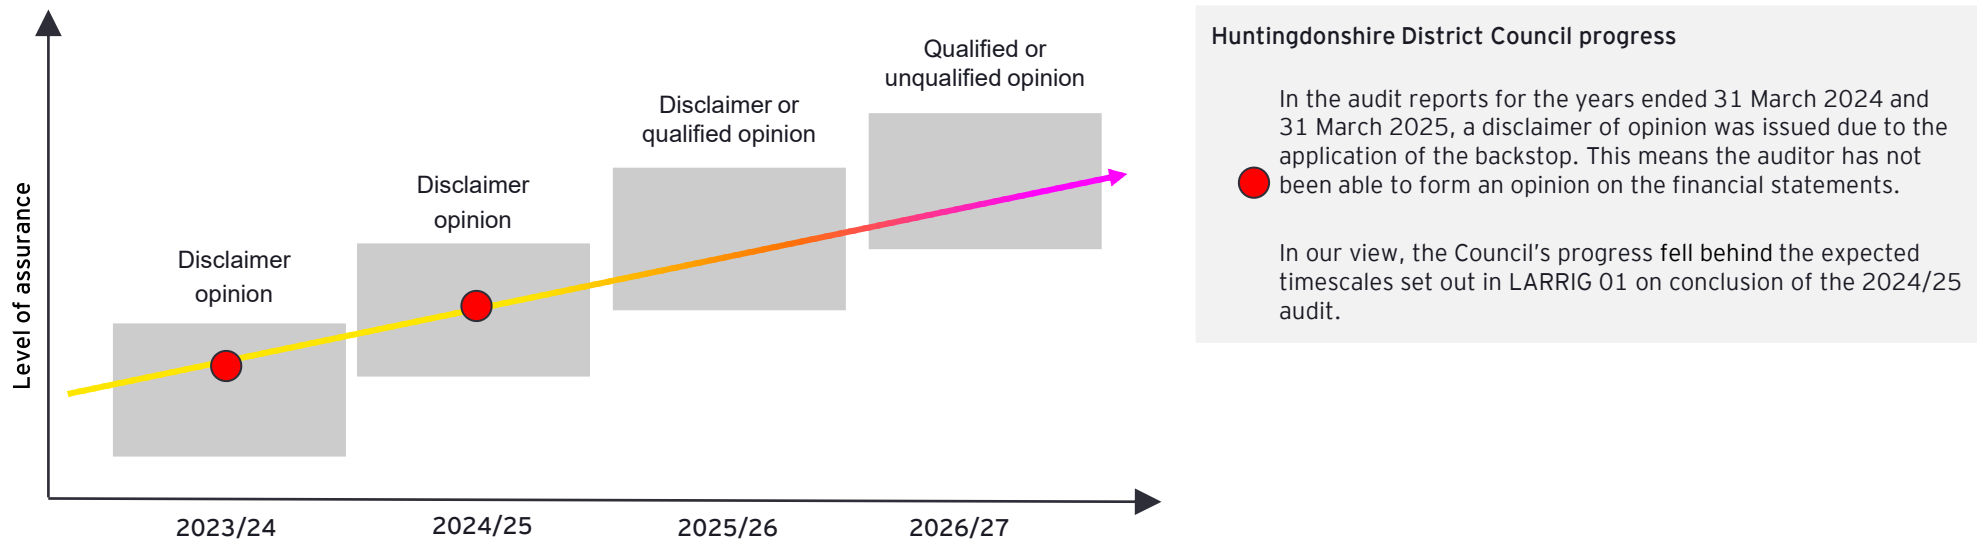 Level of assurance
Disclaimer
opinion
Disclaimer
opinion
Disclaimer or
qualified opinion
Qualified or
unqualified opinion
2023/24
2024/25
2025/26
2026/27
Huntingdonshire District Council progress
In the audit reports for the years ended 31 March 2024 and
31 March 2025, a disclaimer of opinion was issued due to the
application of the backstop. This means the auditor has not
been able to form an opinion on the financial statements.
In our view, the Council's progress fell behind the expected
timescales set out in LARRIG 01 on conclusion of the 2024/25
audit.